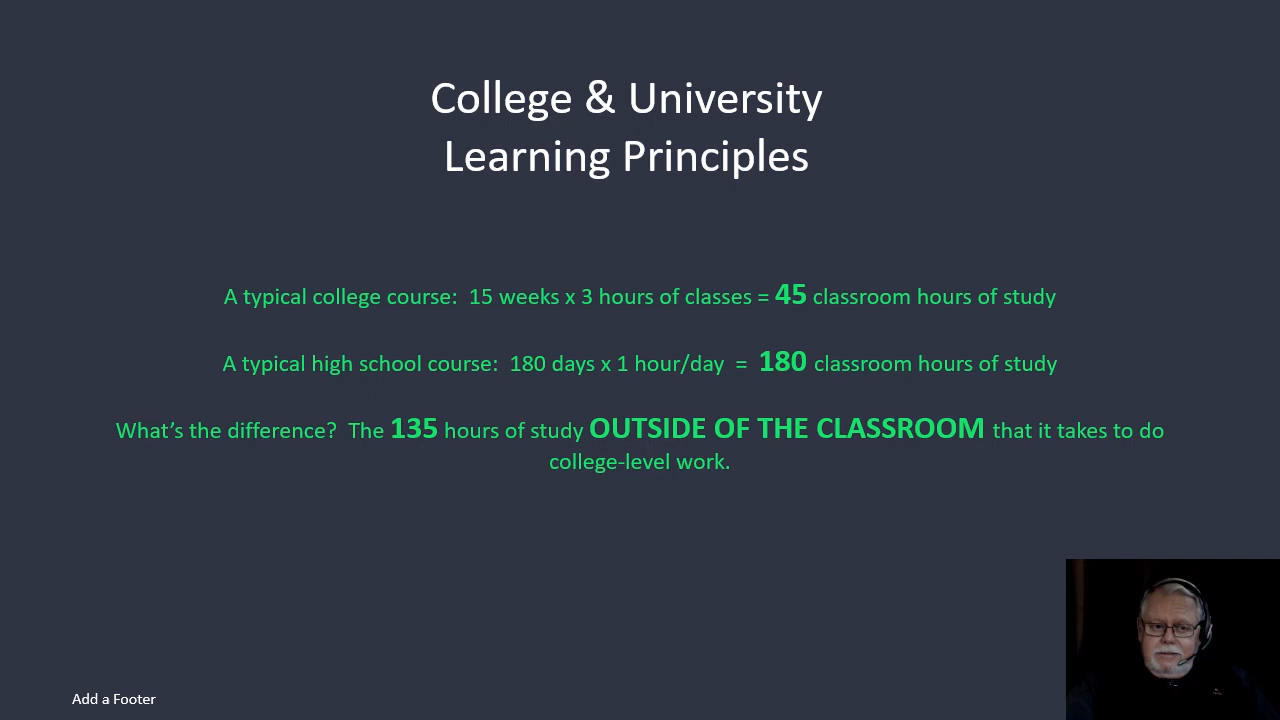 College & University
Learning Principles
A typical college course:  15 weeks x 3 hours of classes = 45 classroom hours of study
A typical high school course:  180 days x 1 hour/day  =  180 classroom hours of study
What’s the difference?  The 135 hours of study OUTSIDE OF THE CLASSROOM that it takes to do
college-level work.
Add a Footer